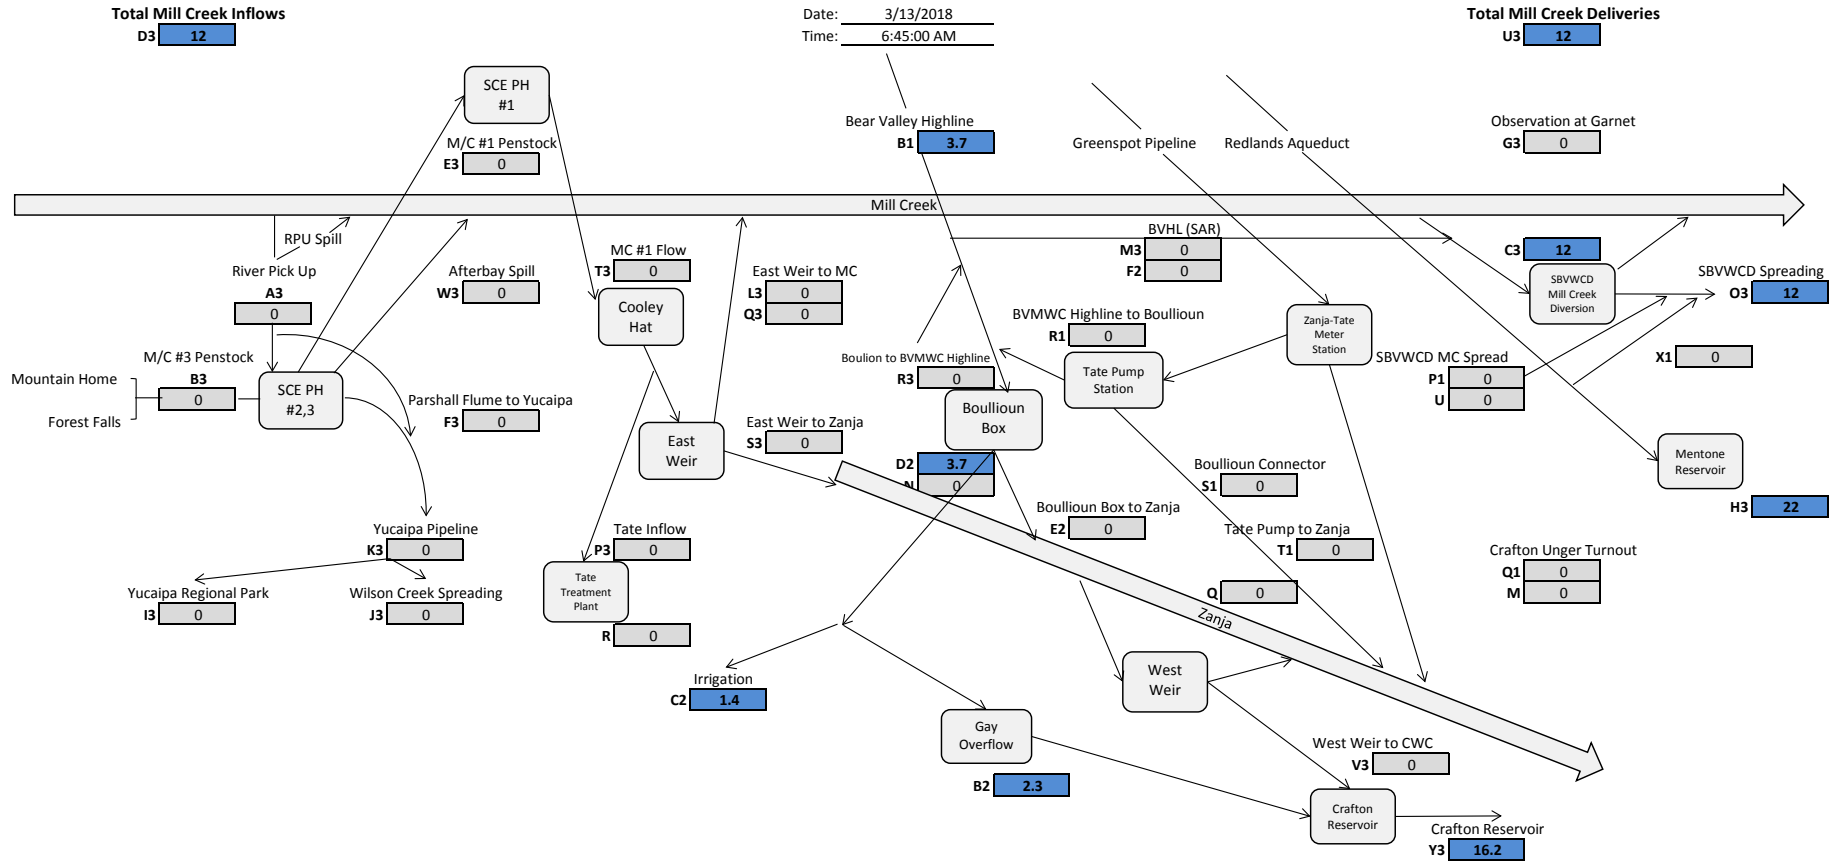 Total Mill Creek Inflows
D3 12
Date: 3/13/2018
Time: 6:45:00 AM
Total Mill Creek Deliveries
U3 12
SCE PH
#1
M/C #1 Penstock
E3 0
Bear Valley Highline
B1 3.7
Greenspot Pipeline
Redlands Aqueduct
Observation at Garnet
G3 0
Mill Creek
RPU Spill
River Pick Up
A3
0
Afterbay Spill
W3 0
MC #1 Flow
T3 0
Cooley
Hat
East Weir to MC
L3 0
Q3 0
BVHL (SAR)
M3 0
F2 0
C3 12
SBVWCD
Mill Creek
Diversion
SBVWCD Spreading
O3 12
BVMWC Highline to Boullioun
R1 0
Zanja-Tate
Meter
Station
Boulion to BVMWC Highline
R3 0
Tate Pump
Station
SBVWCD MC Spread
P1 0
U 0
X1 0
Mountain Home
Forest Falls
M/C #3 Penstock
B3
0
SCE PH
#2,3
Parshall Flume to Yucaipa
F3 0
East
Weir
East Weir to Zanja
S3 0
Boullioun
Box
D2 3.7
N 0
Boullioun Connector
S1 0
Mentone
Reservoir
H3 22
Boullioun Box to Zanja
E2 0
Tate Pump to Zanja
T1 0
Yucaipa Pipeline
K3 0
Tate Inflow
P3 0
Tate
Treatment
Plant
R 0
Crafton Unger Turnout
Q1 0
M 0
Yucaipa Regional Park
I3 0
Wilson Creek Spreading
J3 0
Q 0
Zanja
Irrigation
C2 1.4
West
Weir
Gay
Overflow
B2 2.3
West Weir to CWC
V3 0
Crafton
Reservoir
Crafton Reservoir
Y3 16.2